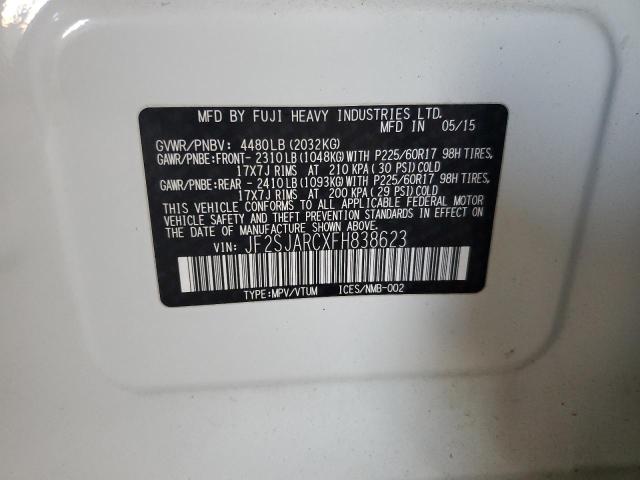 MFD BY FUJI HEAVY INDUSTRIES LTD.
MFD IN 05/15
GVWR/PNBV: 4480LB (2032KG)
GAWR/PNBE:FRONT- 2310LB (1048KG)WITH P225/60R17 98H TIRES,
17X7J RIMS AT 210 KPA ( 30 PSI)COLD
GAWR/PNBE:REAR - 2410LB (1093KG)WITH P225/60R17 98H TIRES,
17X7J RIMS AT 200 KPA ( 29 PSI)COLD
THIS VEHICLE CONFORMS TO ALL APPLICABLE FEDERAL MOTOR
VEHICLE SAFETY AND THEFT PREVENTION STANDARDS IN EFFECT
ON THE DATE OF MANUFACTURE SHOWN ABOVE.
VIN: JF2SJARCXFH838623
TYPE:MPV/VTUM ICES/NMB-002